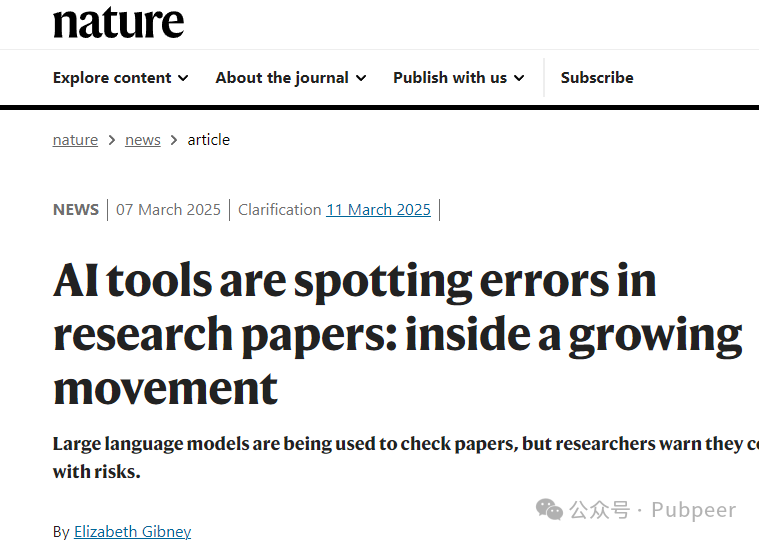 nature
Explore content About the journal Publish with us Subscribe
nature > news > article
NEWS | 07 March 2025 | Clarification 11 March 2025 |
AI tools are spotting errors in
research papers: inside a growing
movement
Large language models are being used to check papers, but researchers warn they
with risks.
公众号 · Pubpeer
By Elizabeth Gibney